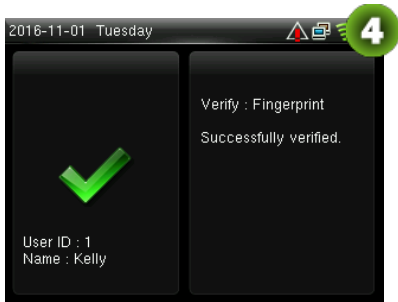 2016-11-01 Tuesday
4
Verify : Fingerprint
Successfully verified.
User ID : 1
Name : Kelly